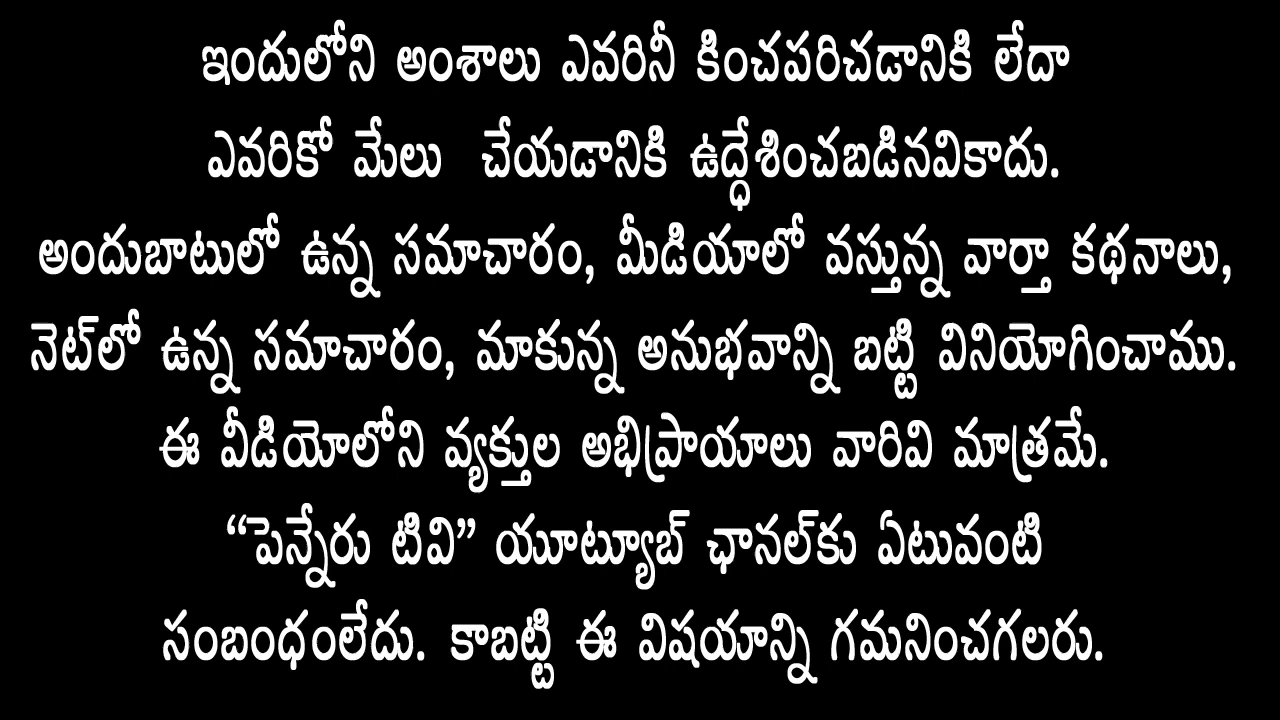 ఇందులోని అంశాలు ఎవరినీ కించపరిచడానికి లేదా
ఎవరికో మేలు చేయడానికి ఉద్ధేశించబడినవికాదు.
అందుబాటులో ఉన్న సమాచారం, మీడియాలో వస్తున్న వార్తా కథనాలు,
నెట్‌లో ఉన్న సమాచారం, మాకున్న అనుభవాన్ని బట్టి వినియోగించాము.
ఈ వీడియోలోని వ్యక్తుల అభిప్రాయాలు వారివి మాత్రమే.
“పెన్నేరు టివి” యూట్యూబ్ ఛానల్‌కు ఏటువంటి
సంబంధంలేదు. కాబట్టి ఈ విషయాన్ని గమనించగలరు.